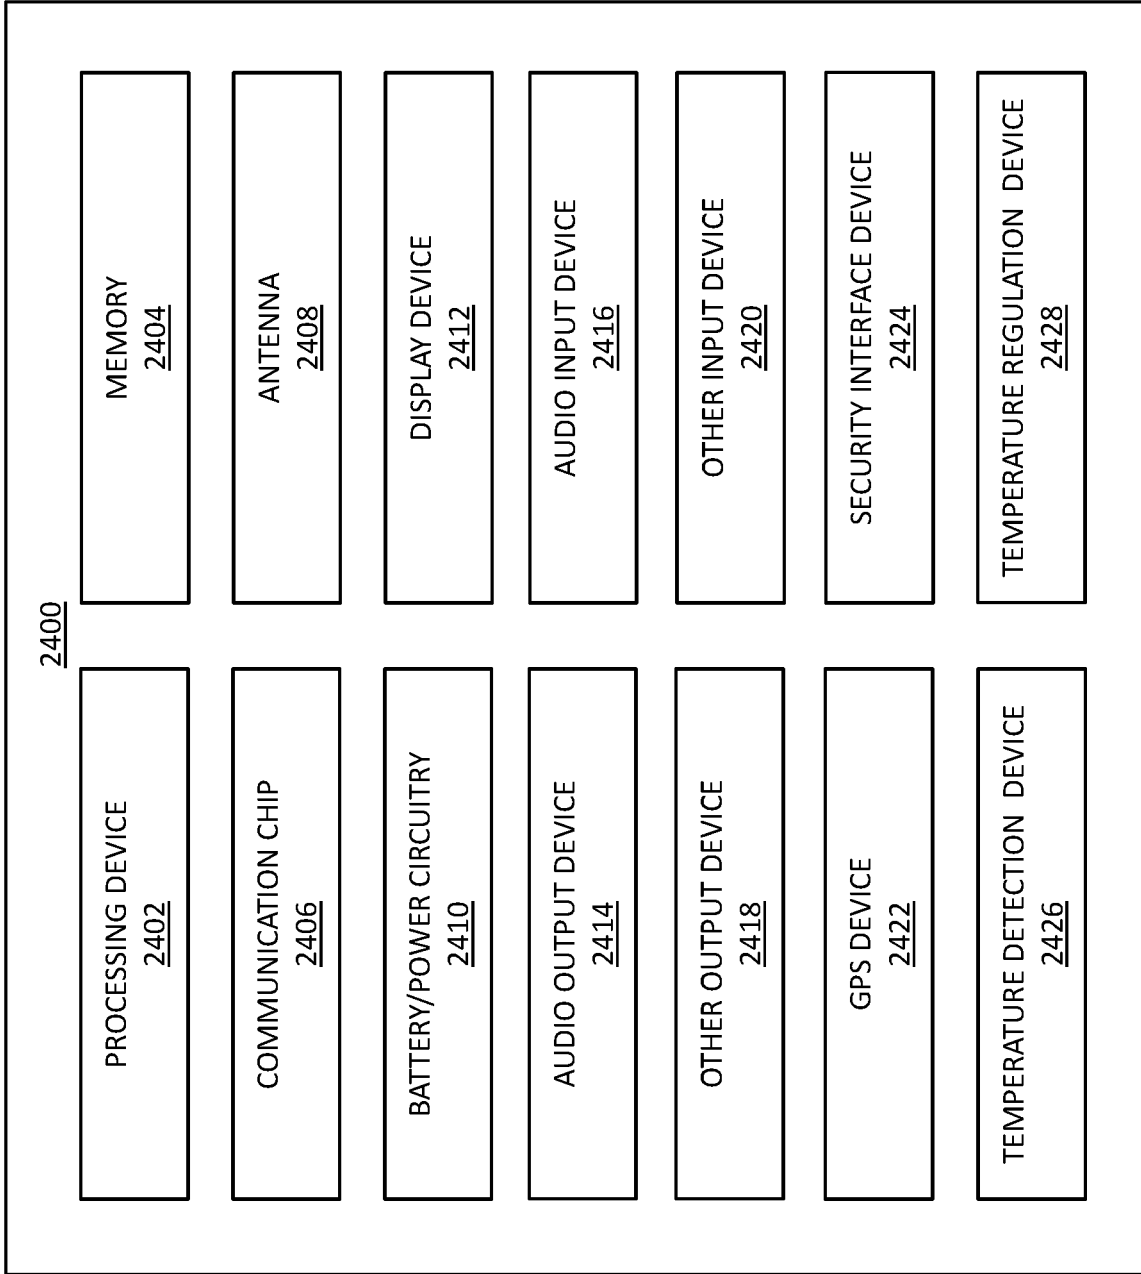 2400
PROCESSING DEVICE
2402
MEMORY
2404
COMMUNICATION CHIP
2406
ANTENNA
2408
BATTERY/POWER CIRCUITRY
2410
DISPLAY DEVICE
2412
AUDIO OUTPUT DEVICE
2414
AUDIO INPUT DEVICE
2416
OTHER OUTPUT DEVICE
2418
OTHER INPUT DEVICE
2420
GPS DEVICE
2422
SECURITY INTERFACE DEVICE
2424
TEMPERATURE DETECTION DEVICE
2426
TEMPERATURE REGULATION DEVICE
2428